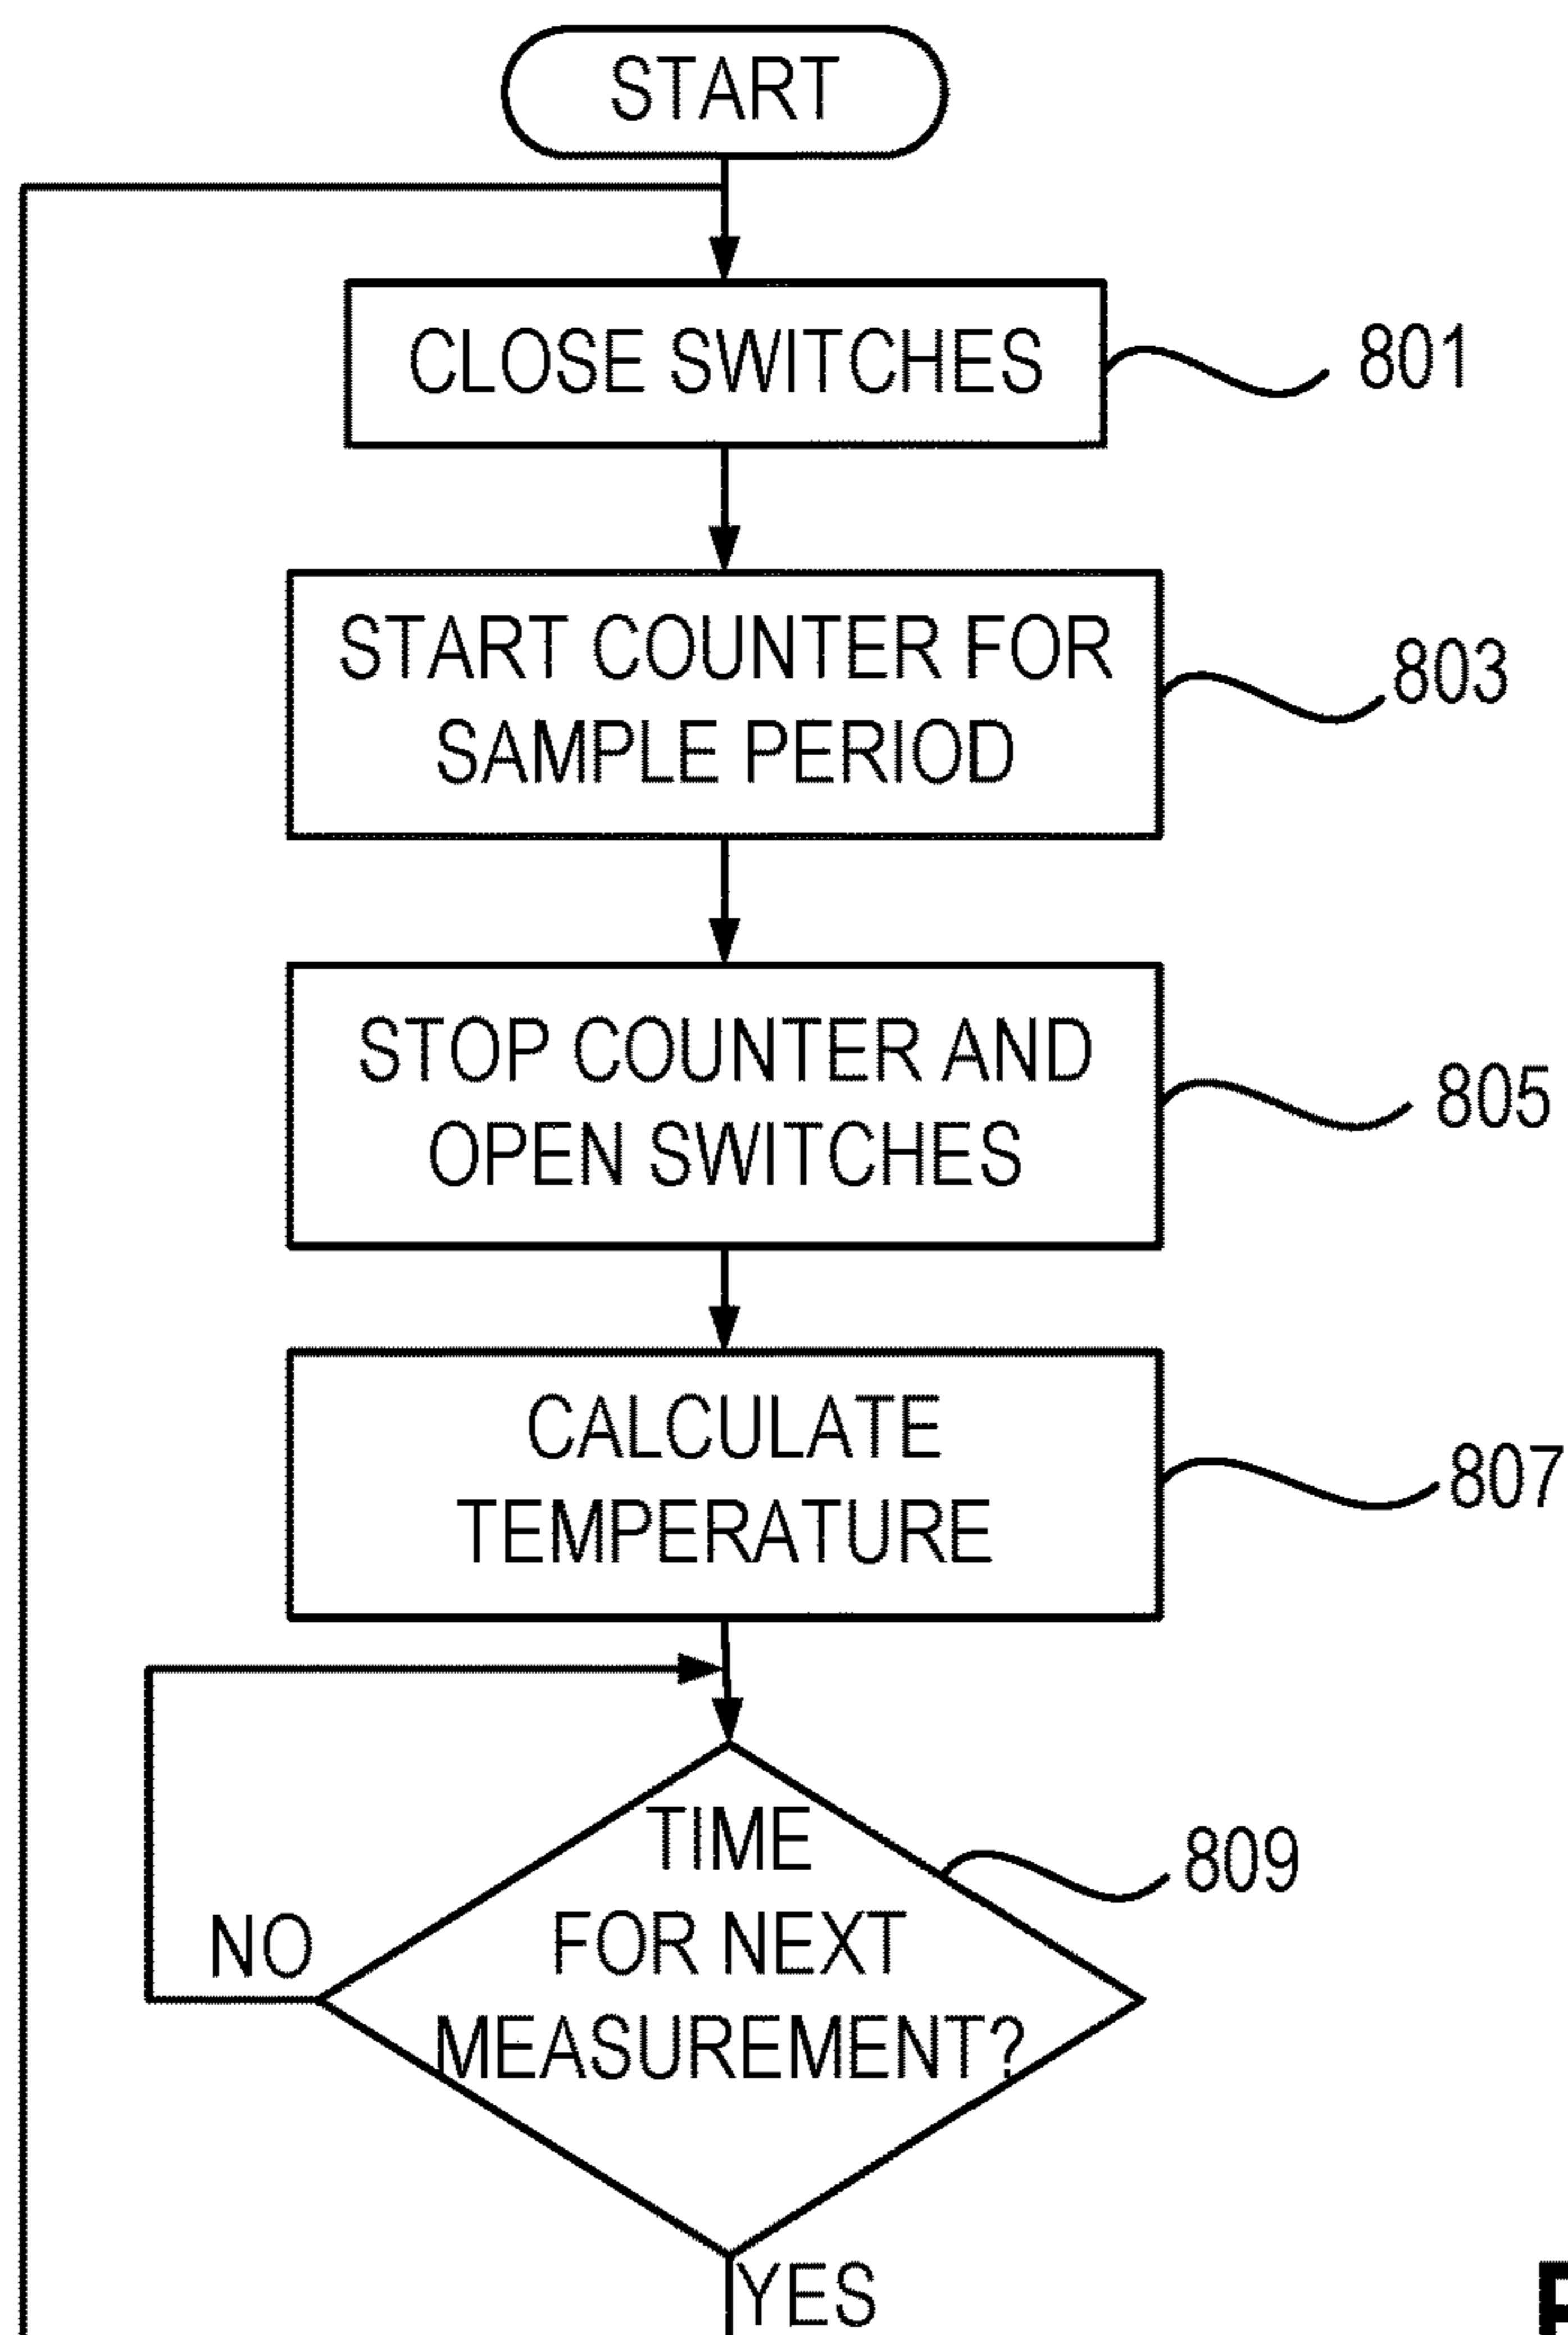 START
CLOSE SWITCHES
801
START COUNTER FOR
SAMPLE PERIOD
803
STOP COUNTER AND
OPEN SWITCHES
805
CALCULATE
TEMPERATURE
807
TIME
FOR NEXT
MEASUREMENT?
809
NO
YES